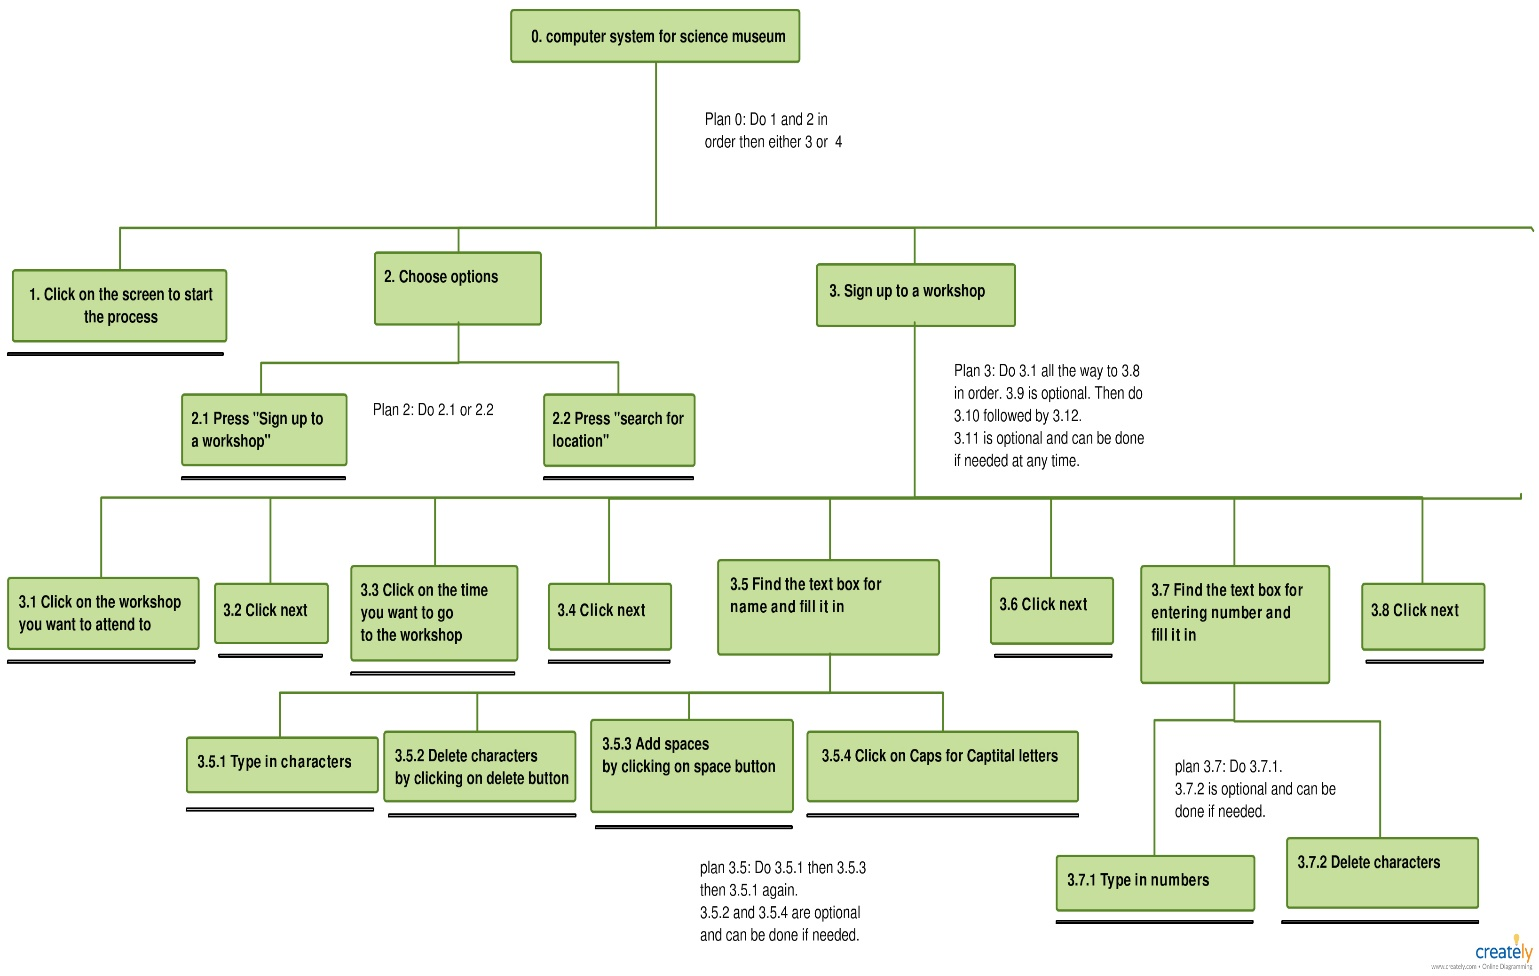 0. computer system for science museum
Plan 0: Do 1 and 2 in
order then either 3 or 4
1. Click on the screen to start
the process
2. Choose options
3. Sign up to a workshop
2.1 Press "Sign up to
a workshop"
Plan 2: Do 2.1 or 2.2
2.2 Press "search for
location"
Plan 3: Do 3.1 all the way to 3.8
in order. 3.9 is optional. Then do
3.10 followed by 3.12.
3.11 is optional and can be done
if needed at any time.
3.1 Click on the workshop
you want to attend to
3.2 Click next
3.3 Click on the time
you want to go
to the workshop
3.4 Click next
3.5 Find the text box for
name and fill it in
3.6 Click next
3.7 Find the text box for
entering number and
fill it in
3.8 Click next
3.5.1 Type in characters
3.5.2 Delete characters
by clicking on delete button
3.5.3 Add spaces
by clicking on space button
3.5.4 Click on Caps for Captital letters
plan 3.7: Do 3.7.1.
3.7.2 is optional and can be
done if needed.
plan 3.5: Do 3.5.1 then 3.5.3
then 3.5.1 again.
3.5.2 and 3.5.4 are optional
and can be done if needed.
3.7.1 Type in numbers
3.7.2 Delete characters
creately
www.creately.com • Online Diagramming